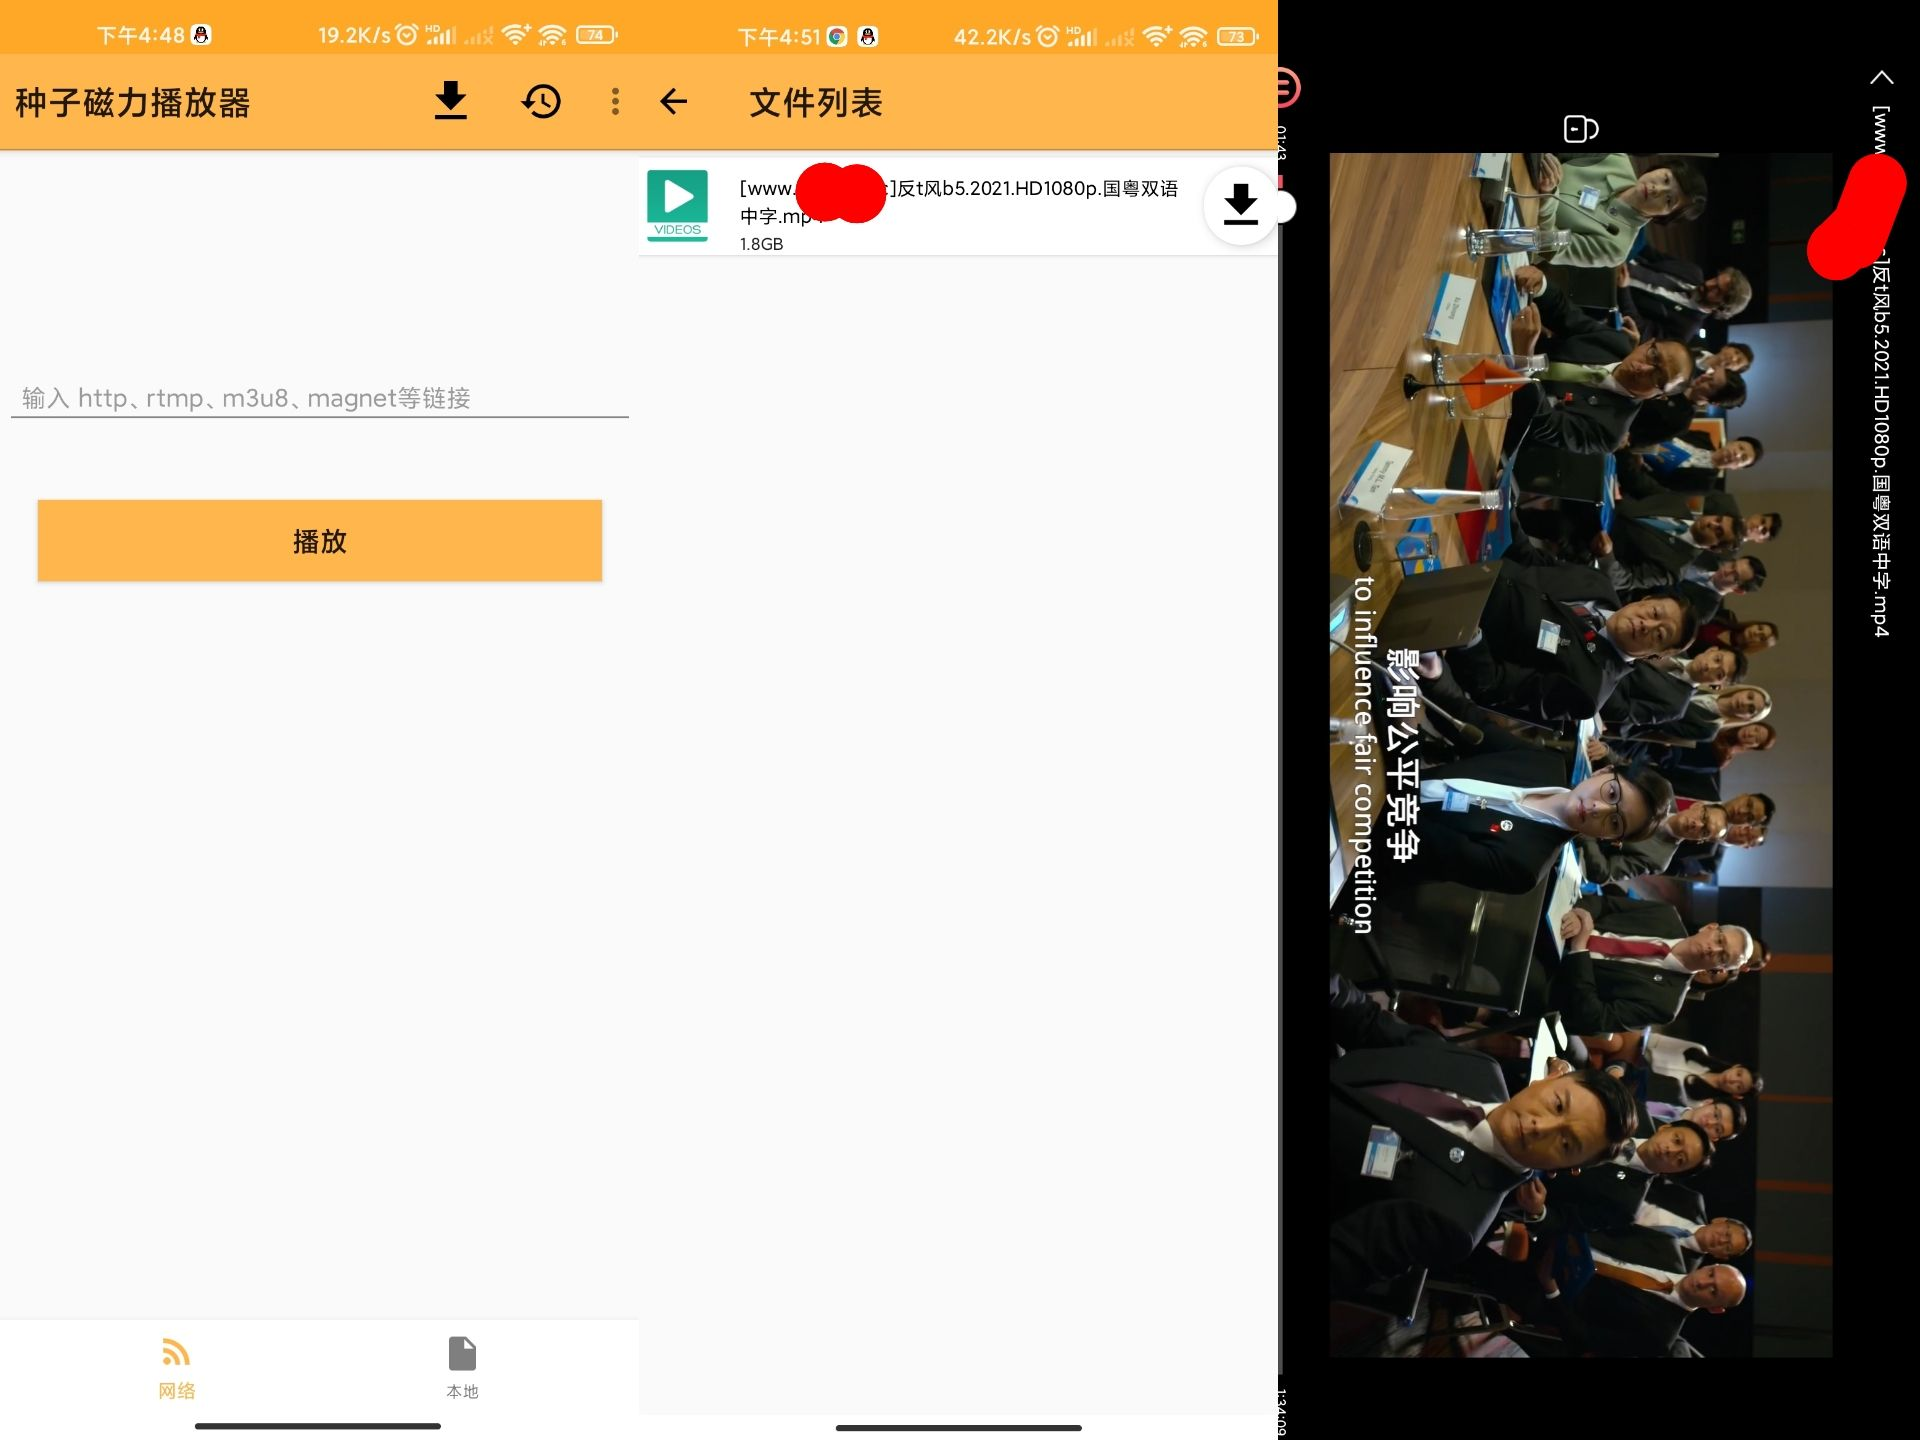 下午4:48
19.2K/s
HD
74
种子磁力播放器
输入 http、rtmp、m3u8、magnet等链接
播放
网络
本地
下午4:51
42.2K/s
HD
73
文件列表
VIDEOS
[www.
c]反t风b5.2021.HD1080p.国粤双语
中字.mp4
1.8GB
[www
c]反t风b5.2021.HD1080p.国粤双语中字.mp4
影响公平竞争
to influence fair competition
01:43
1:34:09